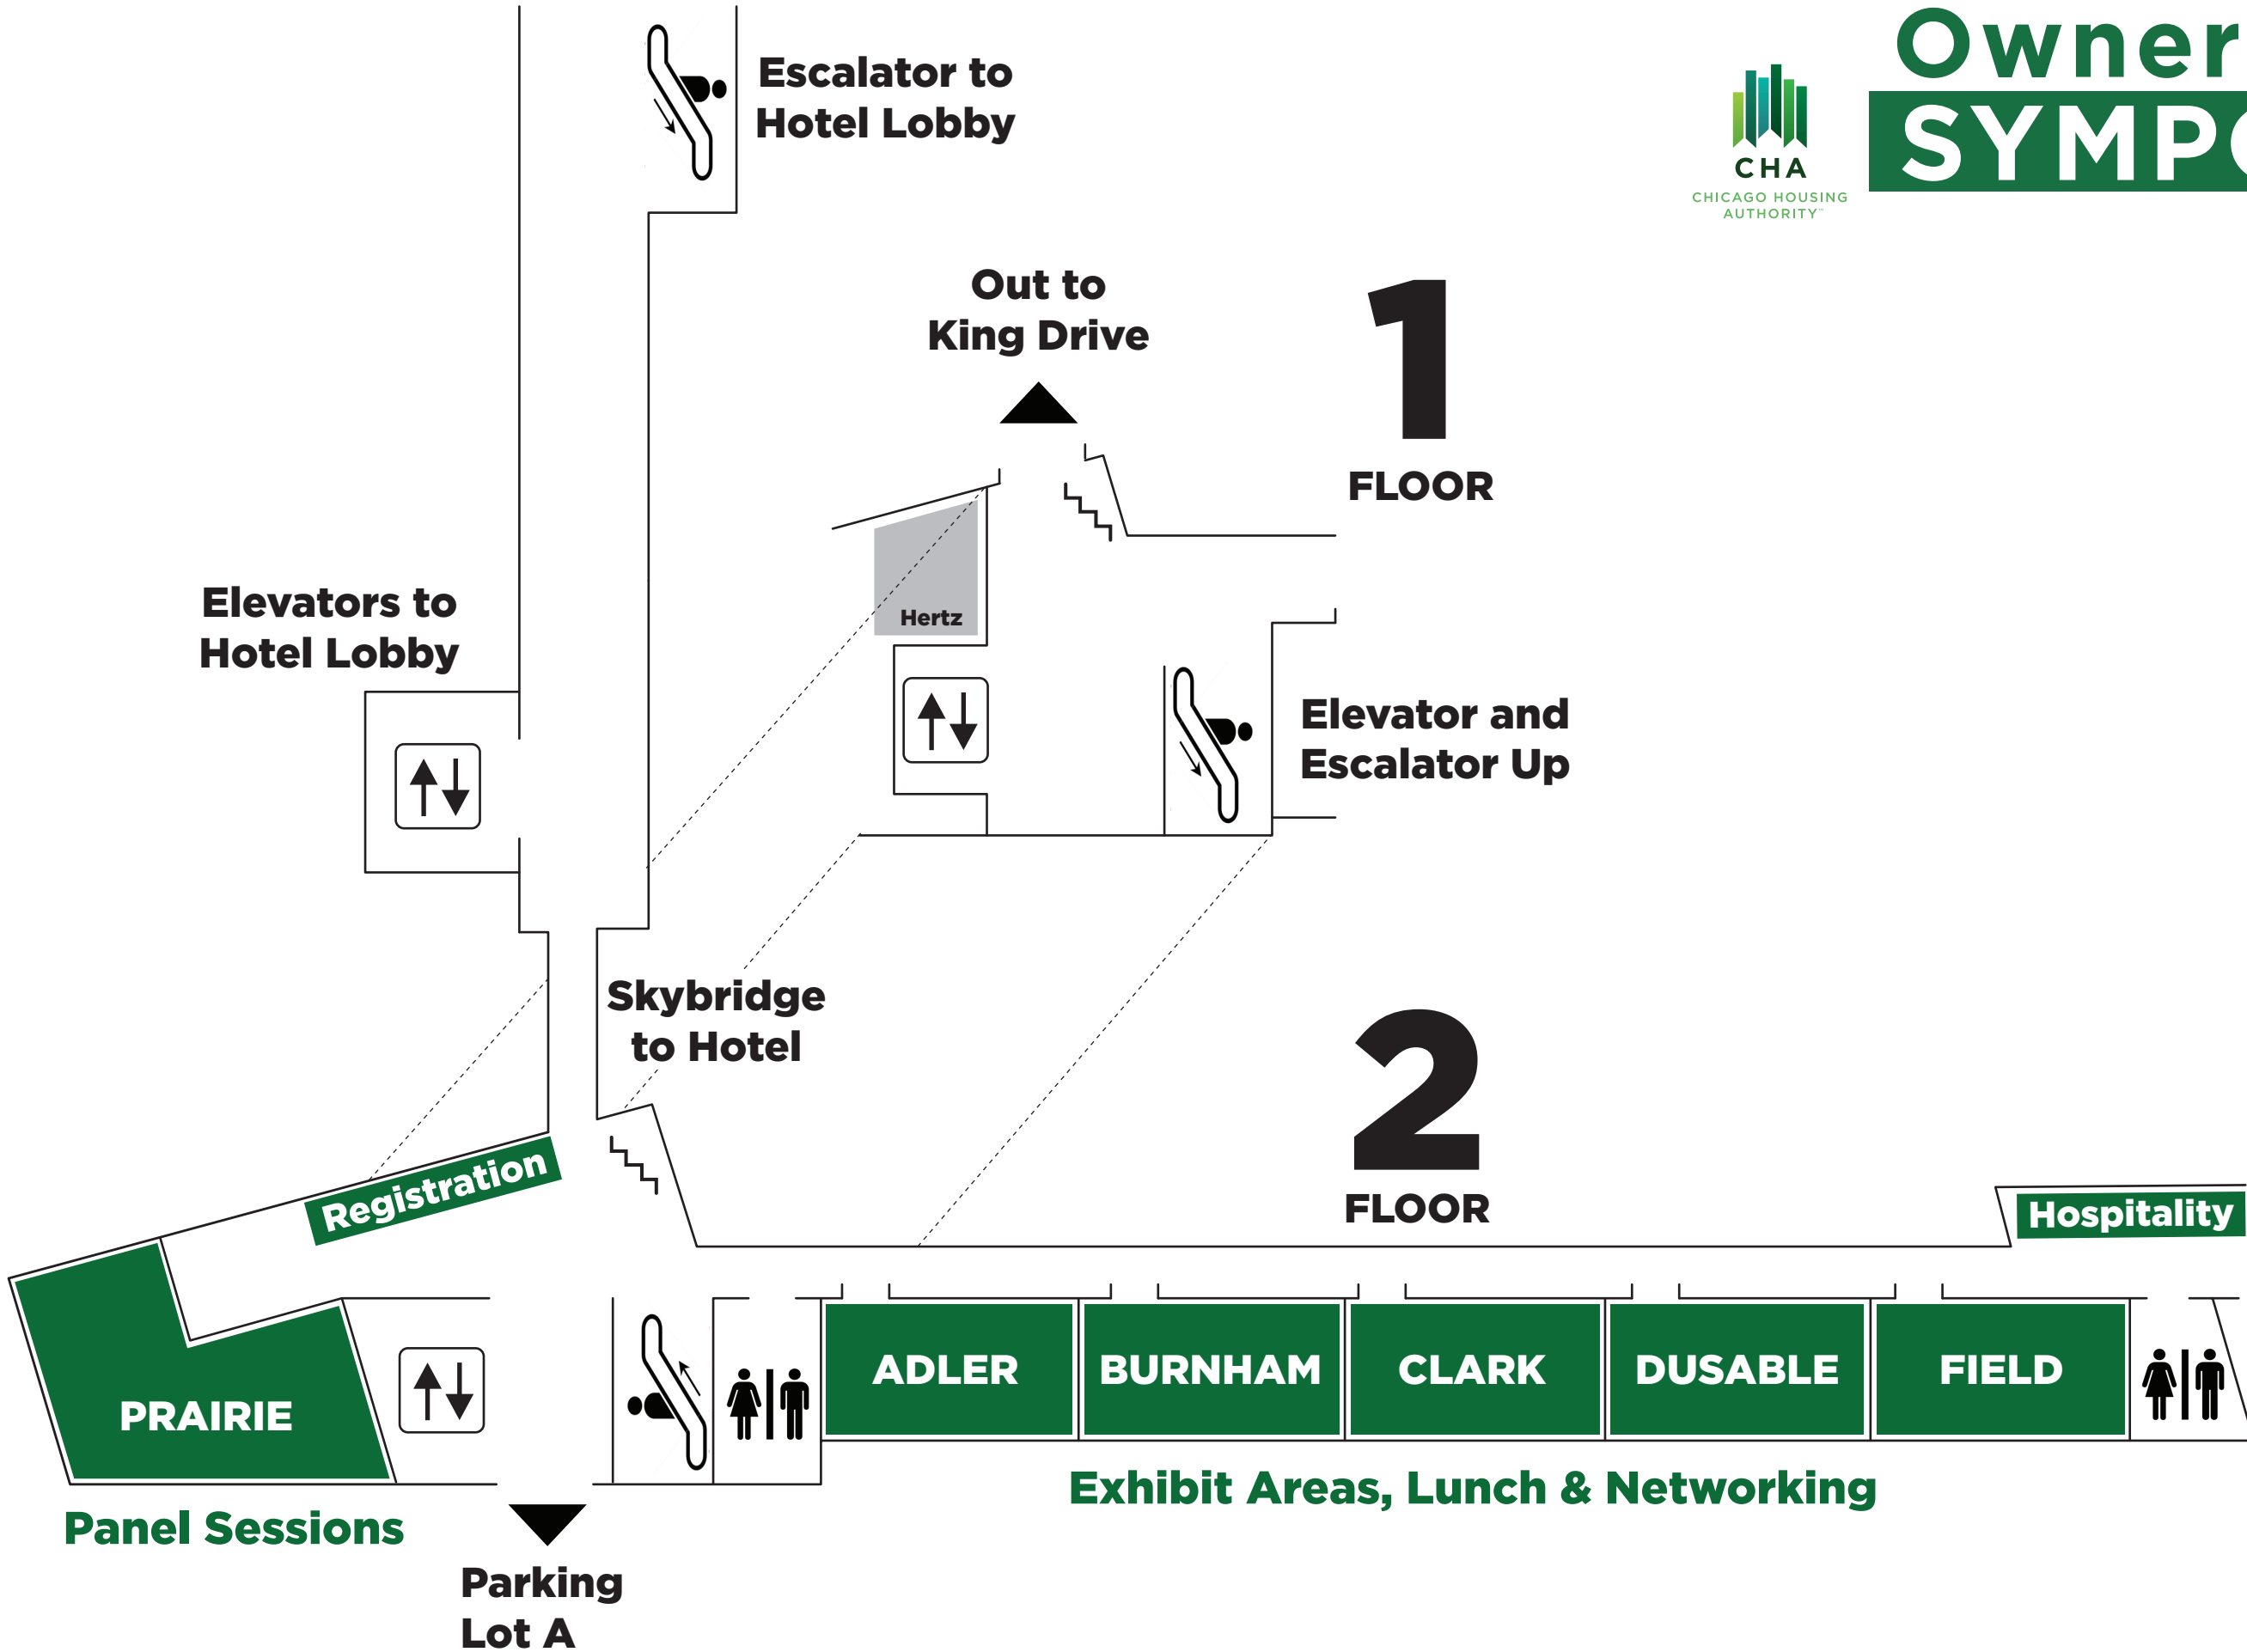 Owner
CHA
CHICAGO HOUSING
AUTHORITY™
Escalator to
Hotel Lobby
Out to
King Drive
1
FLOOR
Hertz
Elevators to
Hotel Lobby
Elevator and
Escalator Up
Skybridge
to Hotel
2
FLOOR
Registration
Hospitality
PRAIRIE
ADLER
BURNHAM
CLARK
DUSABLE
FIELD
Panel Sessions
Exhibit Areas, Lunch & Networking
Parking
Lot A